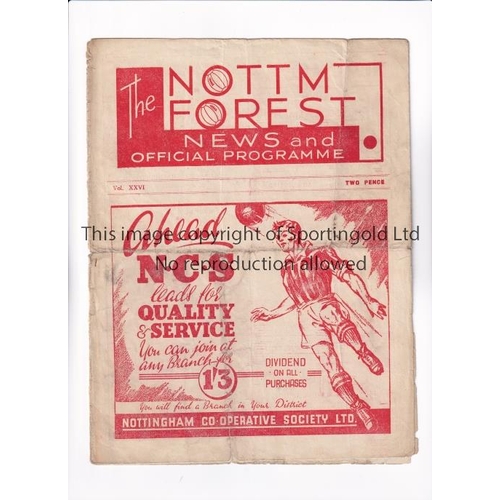 The
NOTTM
FOREST
NEWS and
OFFICIAL PROGRAMME
Vol. XXVI
TWO PENCE
Ahead
This image copyright of Sportingold Ltd
NCS
No reproduction allowed
leads for
QUALITY
& SERVICE
You can join at
any Branch for
1'3
DIVIDEND
ON ALL
PURCHASES
You will find a Branch in Your District
NOTTINGHAM CO-OPERATIVE SOCIETY LTD.